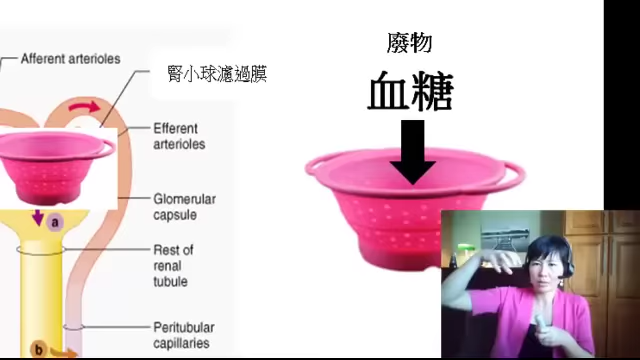 Afferent arterioles
腎小球濾過膜
Efferent
arterioles
Glomerular
capsule
a
Rest of
renal
tubule
Peritubular
capillaries
b
廢物
血糖